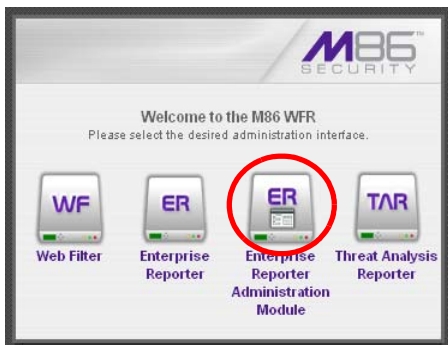 M86™
SECURITY
Welcome to the M86 WFR
Please select the desired administration interface.
WF
ER
ER
TAR
Web Filter
Enterprise
Reporter
Enterprise
Reporter
Administration
Module
Threat Analysis
Reporter